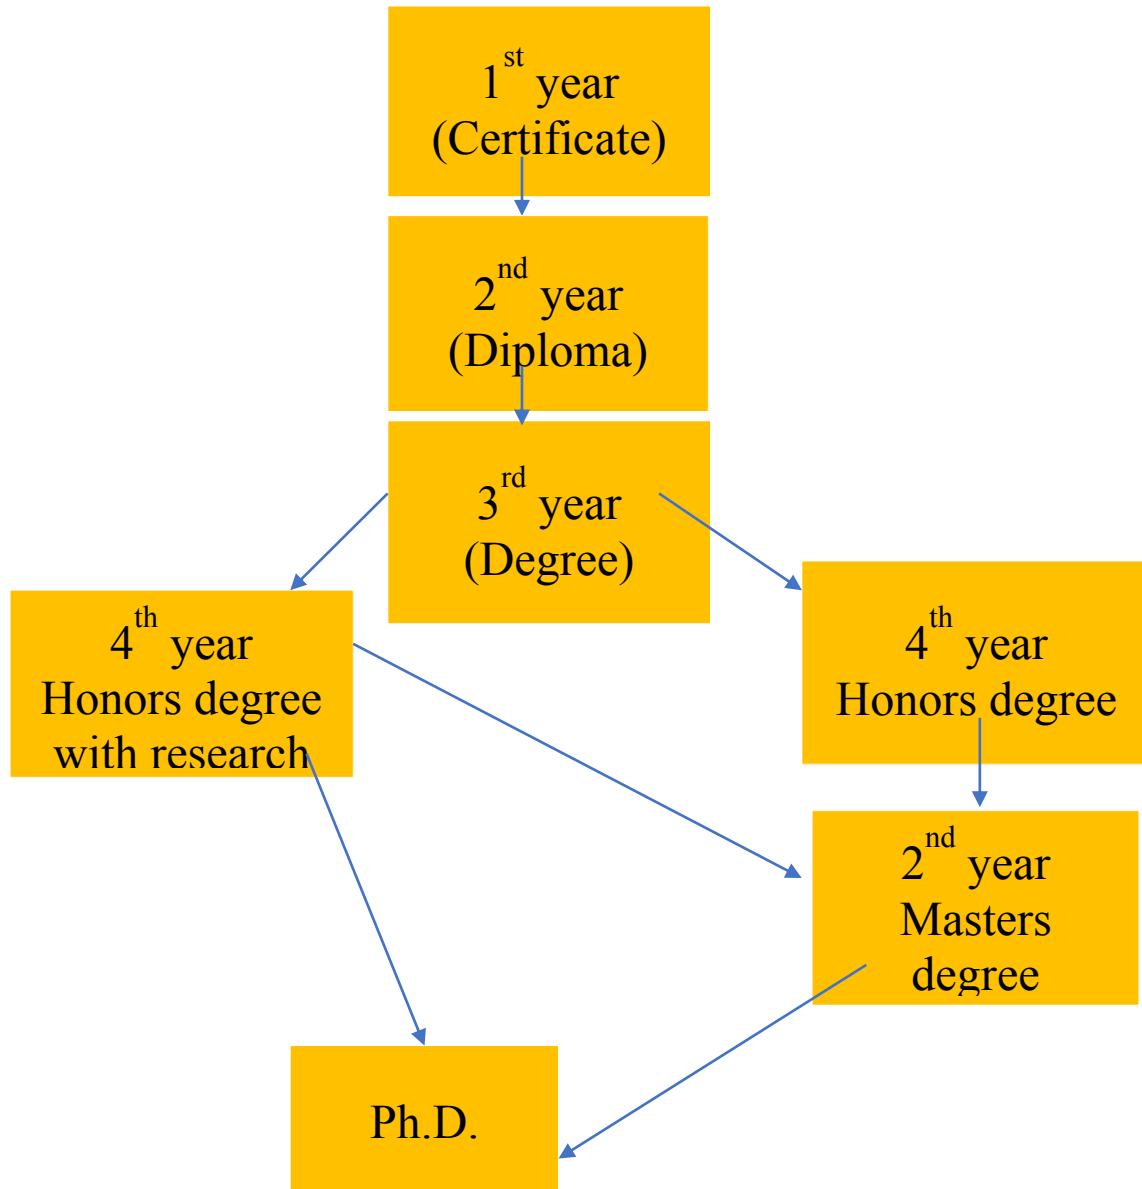 1st year
(Certificate)
2nd year
(Diploma)
3rd year
(Degree)
4th year
Honors degree
with research
4th year
Honors degree
2nd year
Masters
degree
Ph.D.